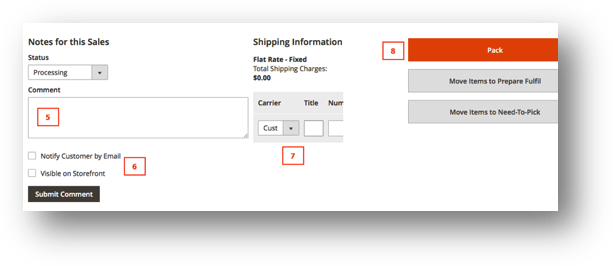 Notes for this Sales
Status
Processing
Comment
5
Notify Customer by Email
Visible on Storefront
6
Submit Comment
Shipping Information
Flat Rate - Fixed
Total Shipping Charges:
$0.00
Carrier Title Num
Cust
7
8
Pack
Move Items to Prepare Fulfil
Move Items to Need-To-Pick